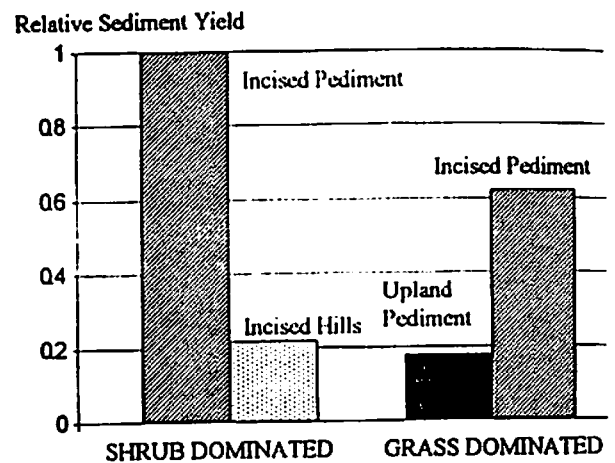 Relative Sediment Yield
1
Incised Pediment
0.8
Incised Pediment
0.6
0.4
Upland
Pediment
Incised Hills
0.2
0
SHRUB DOMINATED GRASS DOMINATED